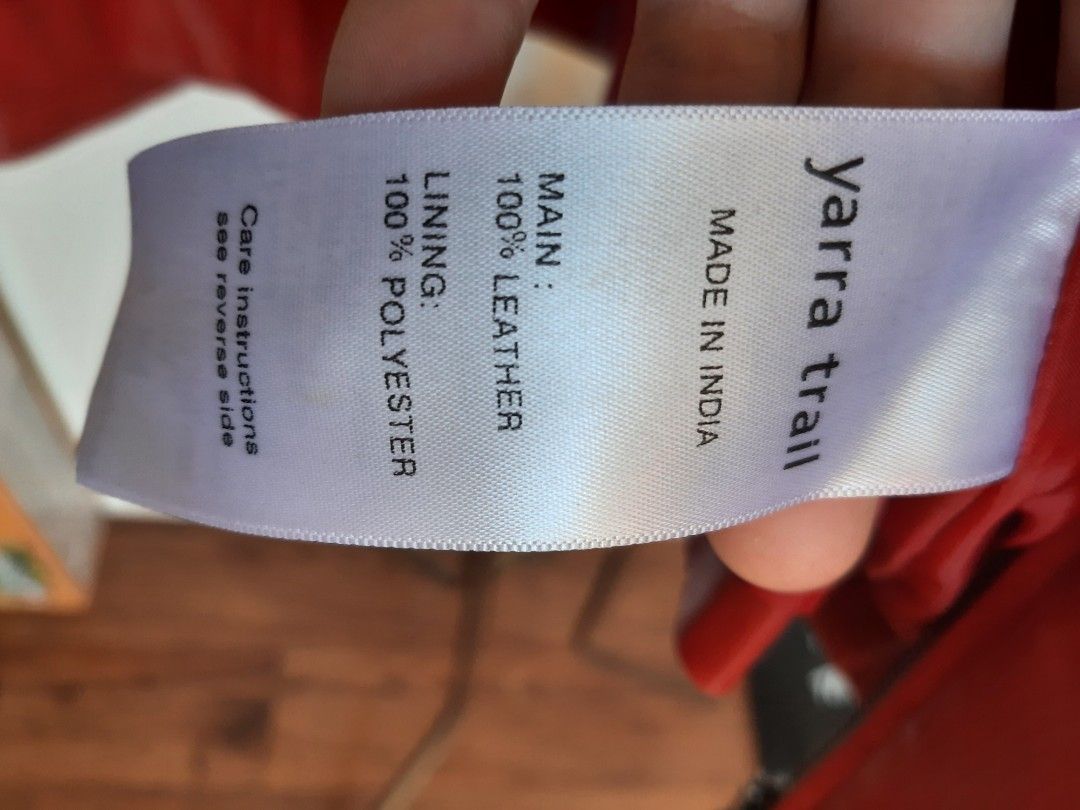 yarra trail
MADE IN INDIA
MAIN :
100% LEATHER
LINING:
100% POLYESTER
Care instructions
see reverse side